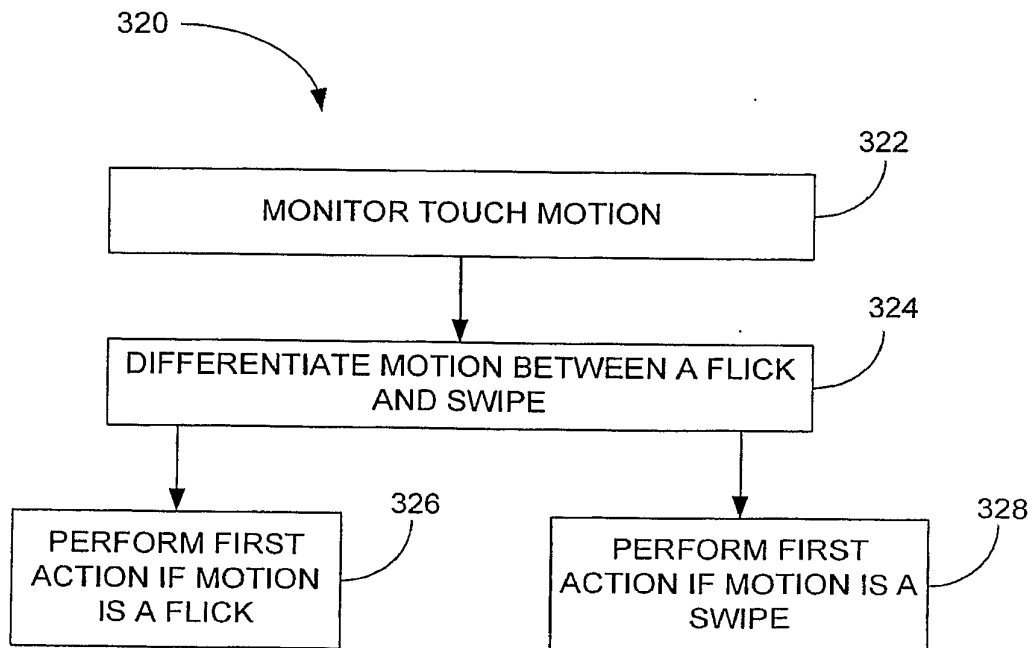 320
322
MONITOR TOUCH MOTION
324
DIFFERENTIATE MOTION BETWEEN A FLICK
AND SWIPE
326
PERFORM FIRST
ACTION IF MOTION
IS A FLICK
328
PERFORM FIRST
ACTION IF MOTION IS A
SWIPE